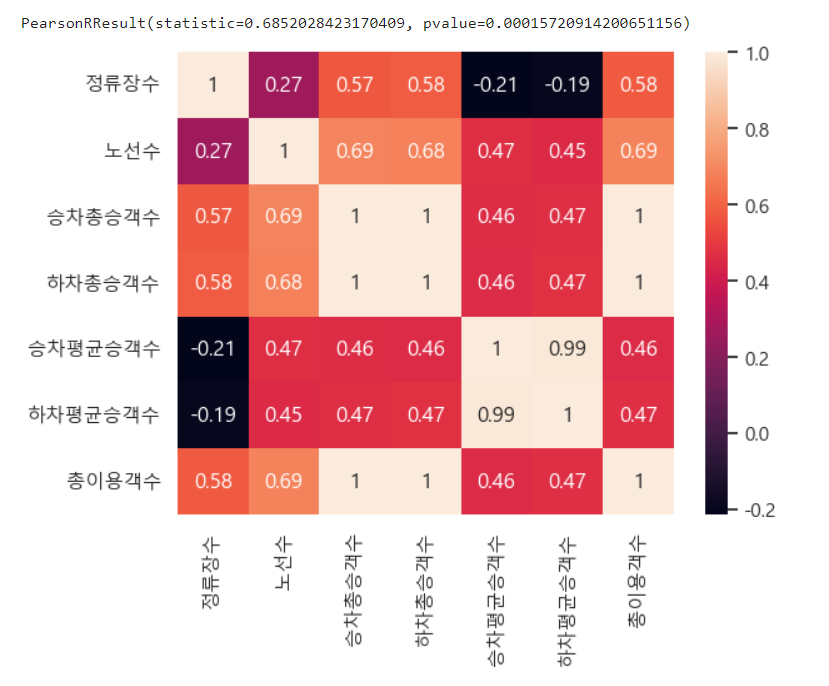 PearsonRResult(statistic=0.6852028423170409, pvalue=0.00015720914200651156)
정류장수 1 0.27 0.57 0.58 -0.21 -0.19 0.58
노선수 0.27 1 0.69 0.68 0.47 0.45 0.69
승차총승객수 0.57 0.69 1 1 0.46 0.47 1
하차총승객수 0.58 0.68 1 1 0.46 0.47 1
승차평균승객수 -0.21 0.47 0.46 0.46 1 0.99 0.46
하차평균승객수 -0.19 0.45 0.47 0.47 0.99 1 0.47
총이용객수 0.58 0.69 1 1 0.46 0.47 1
정류장수
노선수
승차총승객수
하차총승객수
승차평균승객수
하차평균승객수
총이용객수
1.0
0.8
0.6
0.4
0.2
0.0
-0.2